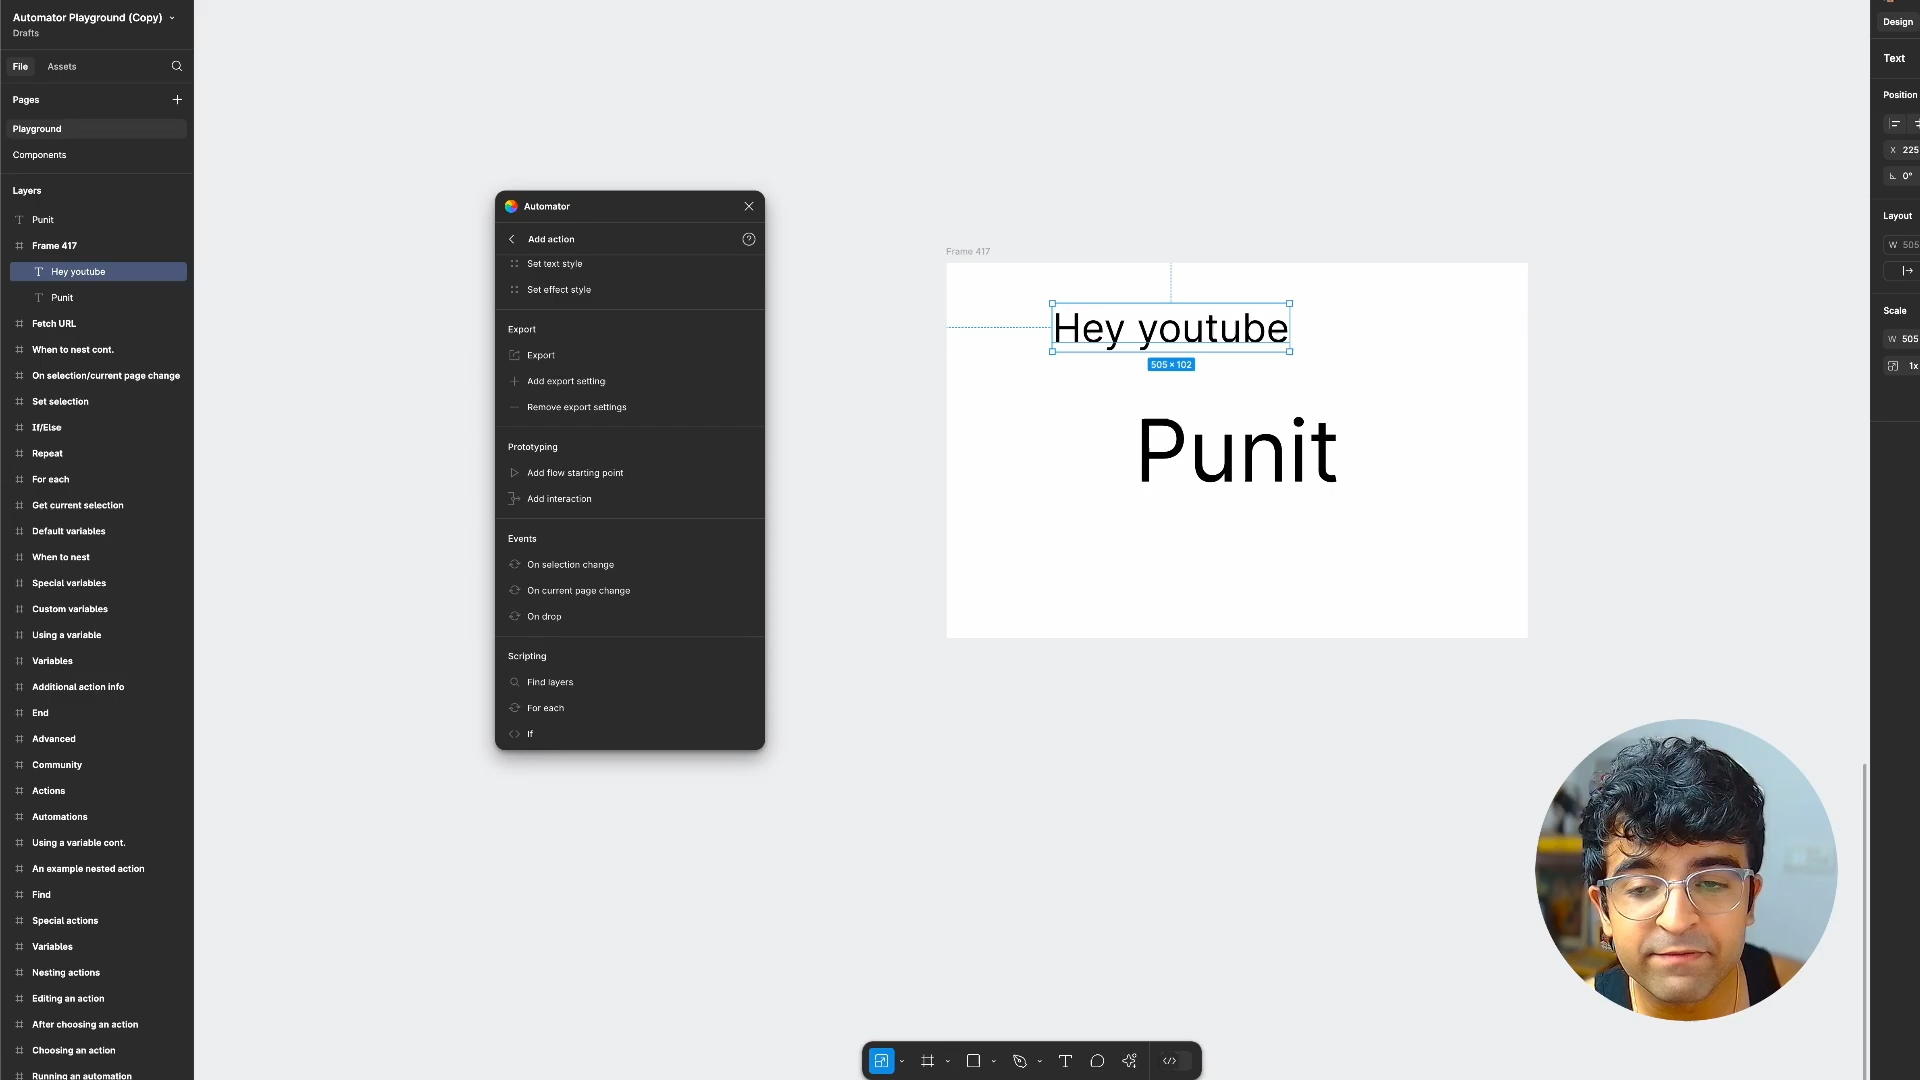 Automator Playground (Copy)
Drafts
File
Assets
Pages
Playground
Components
Layers
Punit
Frame 417
Hey youtube
Punit
Fetch URL
When to nest cont.
On selection/current page change
Set selection
If/Else
Repeat
For each
Get current selection
Default variables
When to nest
Special variables
Custom variables
Using a variable
Variables
Additional action info
End
Advanced
Community
Actions
Automations
Using a variable cont.
An example nested action
Find
Special actions
Variables
Nesting actions
Editing an action
After choosing an action
Choosing an action
Running an automation
Automator
Add action
Set text style
Set effect style
Export
Export
Add export setting
Remove export settings
Prototyping
Add flow starting point
Add interaction
Events
On selection change
On current page change
On drop
Scripting
Find layers
For each
If
Frame 417
Hey youtube
505 × 102
Punit
Design
Text
Position
X 225
0°
Layout
W 505
Scale
W 505
1x